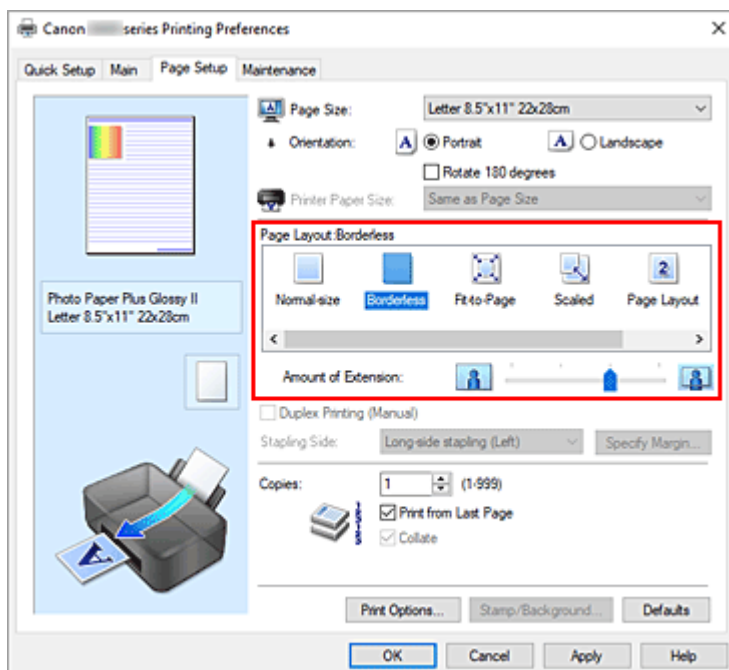 Canon series Printing Preferences
Quick Setup Main Page Setup Maintenance
Page Size: Letter 8.5"x11" 22x28cm
Orientation: A Portrait A Landscape
Rotate 180 degrees
Printer Paper Size: Same as Page Size
Page Layout:Borderless
2
Normal-size Borderless Fit-to-Page Scaled Page Layout
Photo Paper Plus Glossy II
Letter 8.5"x11" 22x28cm
Amount of Extension:
Duplex Printing (Manual)
Stapling Side: Long-side stapling (Left) Specify Margin...
Copies: 1 (1-999)
Print from Last Page
Collate
A
Print Options... Stamp/Background... Defaults
OK Cancel Apply Help